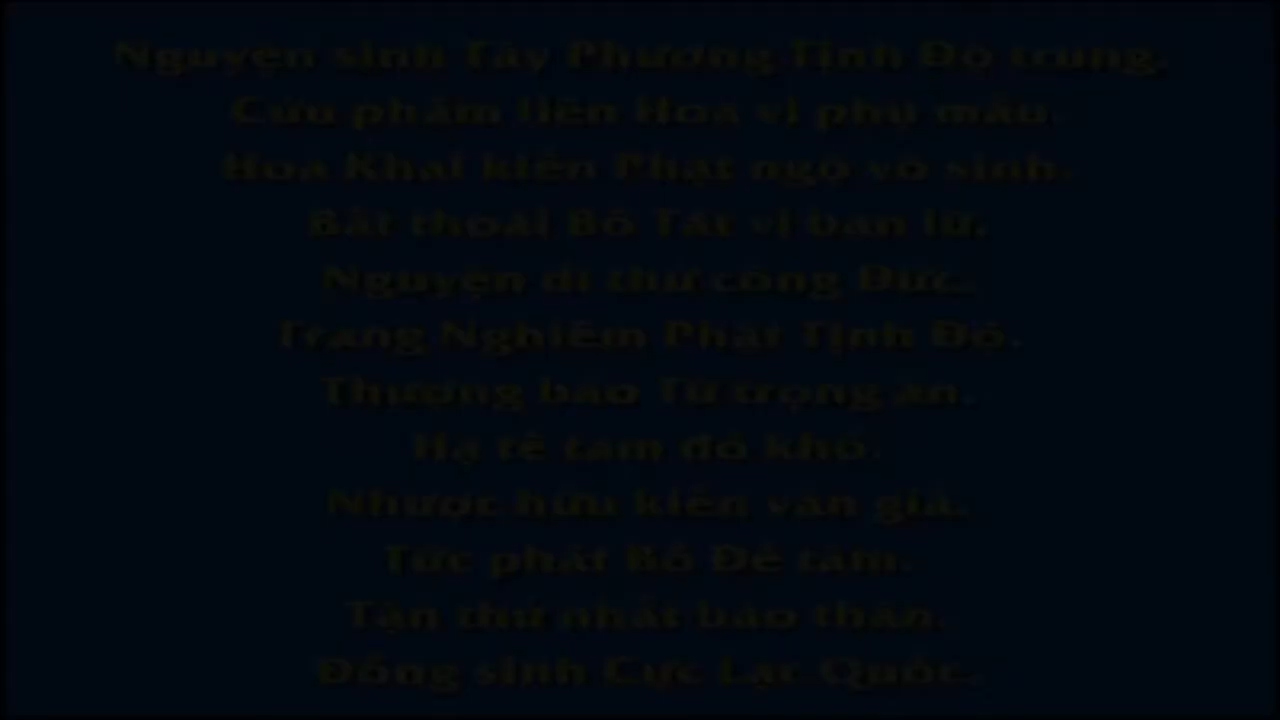 Nguyện sinh Tây Phương Tịnh Độ trung.
Cửu phẩm liên Hoa vi phụ mẫu.
Hoa Khai kiến Phật ngộ vô sinh.
Bất thoái Bồ Tát vi bạn lữ.
Nguyện dĩ thử công Đức.
Trang Nghiêm Phật Tịnh Độ.
Thượng báo Tứ trọng ân.
Hạ tế tam đồ khổ.
Nhược hữu kiến văn giả.
Tức phát Bồ Đề tâm.
Tận thử nhất báo thân.
Đồng sinh Cực Lạc Quốc.